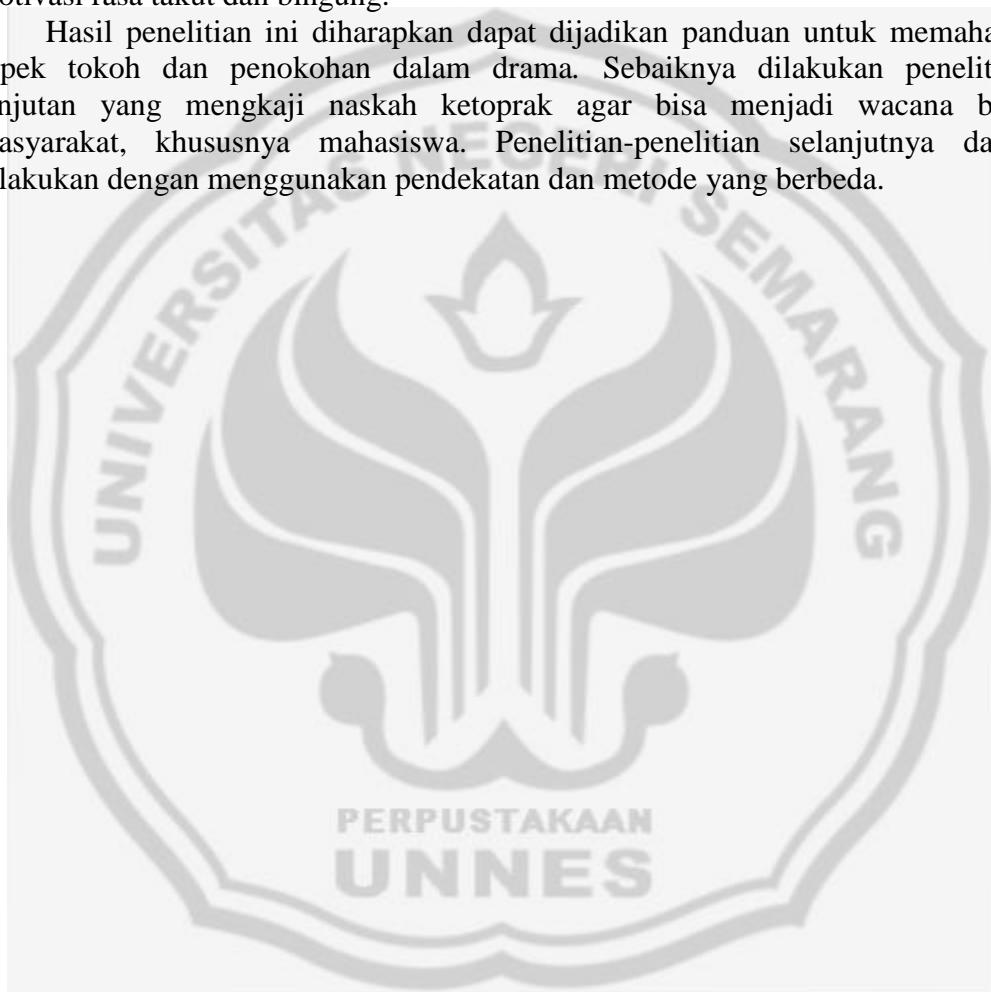 otivasi rasa takut dan bingung.
Hasil penelitian ini diharapkan dapat dijadikan panduan untuk memaha
pek tokoh dan penokohan dalam drama. Sebaiknya dilakukan penelit
njutan yang mengkaji naskah ketoprak agar bisa menjadi wacana b
asyarakat, khususnya mahasiswa. Penelitian-penelitian selanjutnya da
lakukan dengan menggunakan pendekatan dan metode yang berbeda.
UNIVERSITAS NEGERI SEMARANG
PERPUSTAKAAN
UNNES